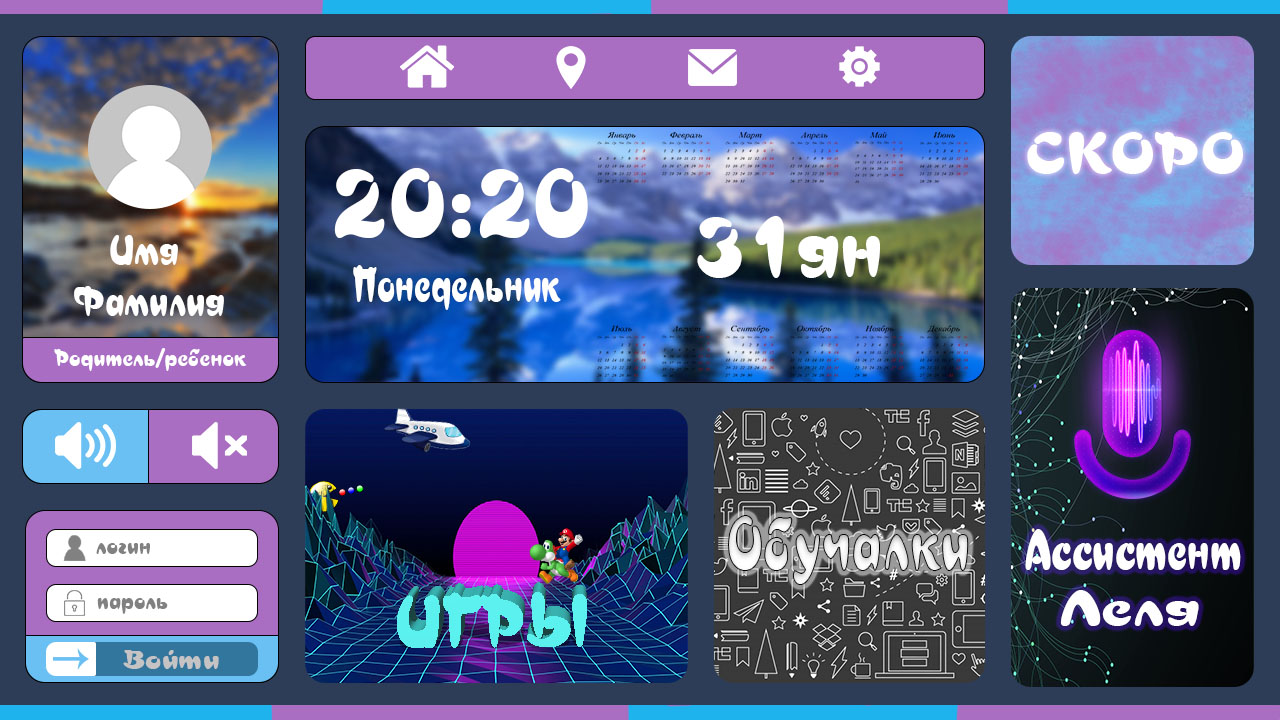 Имя
Фамилия
Родитель/ребенок
логин
пароль
Войти
20:20
Понедельник
31ян
Январь Февраль Март Апрель Май Июнь
Июль Август Сентябрь Октябрь Ноябрь Декабрь
ИГРЫ
Обучалки
СКОРО
Ассистент
Леля